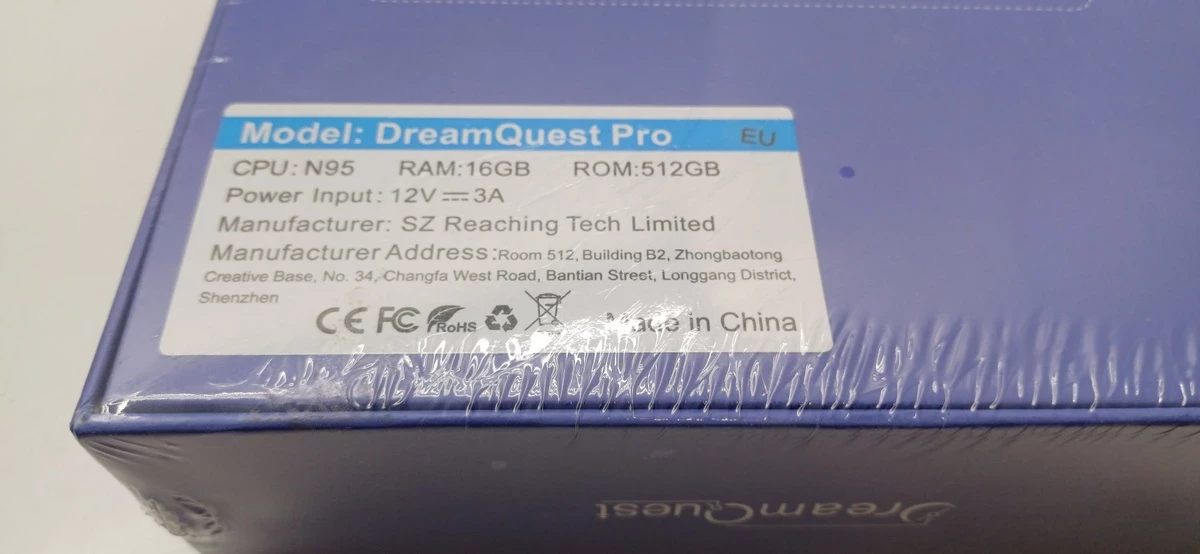 Model: DreamQuest Pro EU
CPU: N95 RAM:16GB ROM:512GB
Power Input: 12V⎓3A
Manufacturer: SZ Reaching Tech Limited
Manufacturer Address:Room 512, Building B2, Zhongbaotong
Creative Base, No. 34, Changfa West Road, Bantian Street, Longgang District,
Shenzhen
CE FC RoHS Made in China
DreamQuest